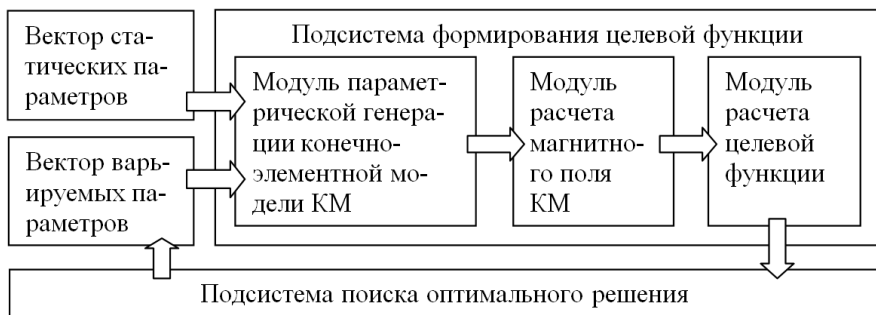 Вектор ста-
тических па-
раметров
Вектор варь-
ируемых па-
раметров
Подсистема формирования целевой функции
Модуль парамет-
рической генера-
ции конечно-
элементной мо-
дели КМ
Модуль
расчета
магнитно-
го поля
КМ
Модуль
расчета
целевой
функции
Подсистема поиска оптимального решения